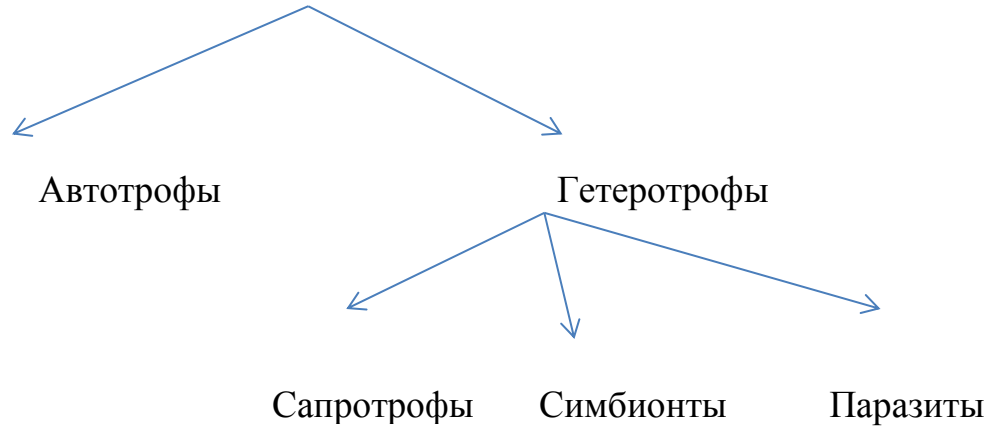 Автотрофы Гетеротрофы
Сапротрофы Симбионты Паразиты